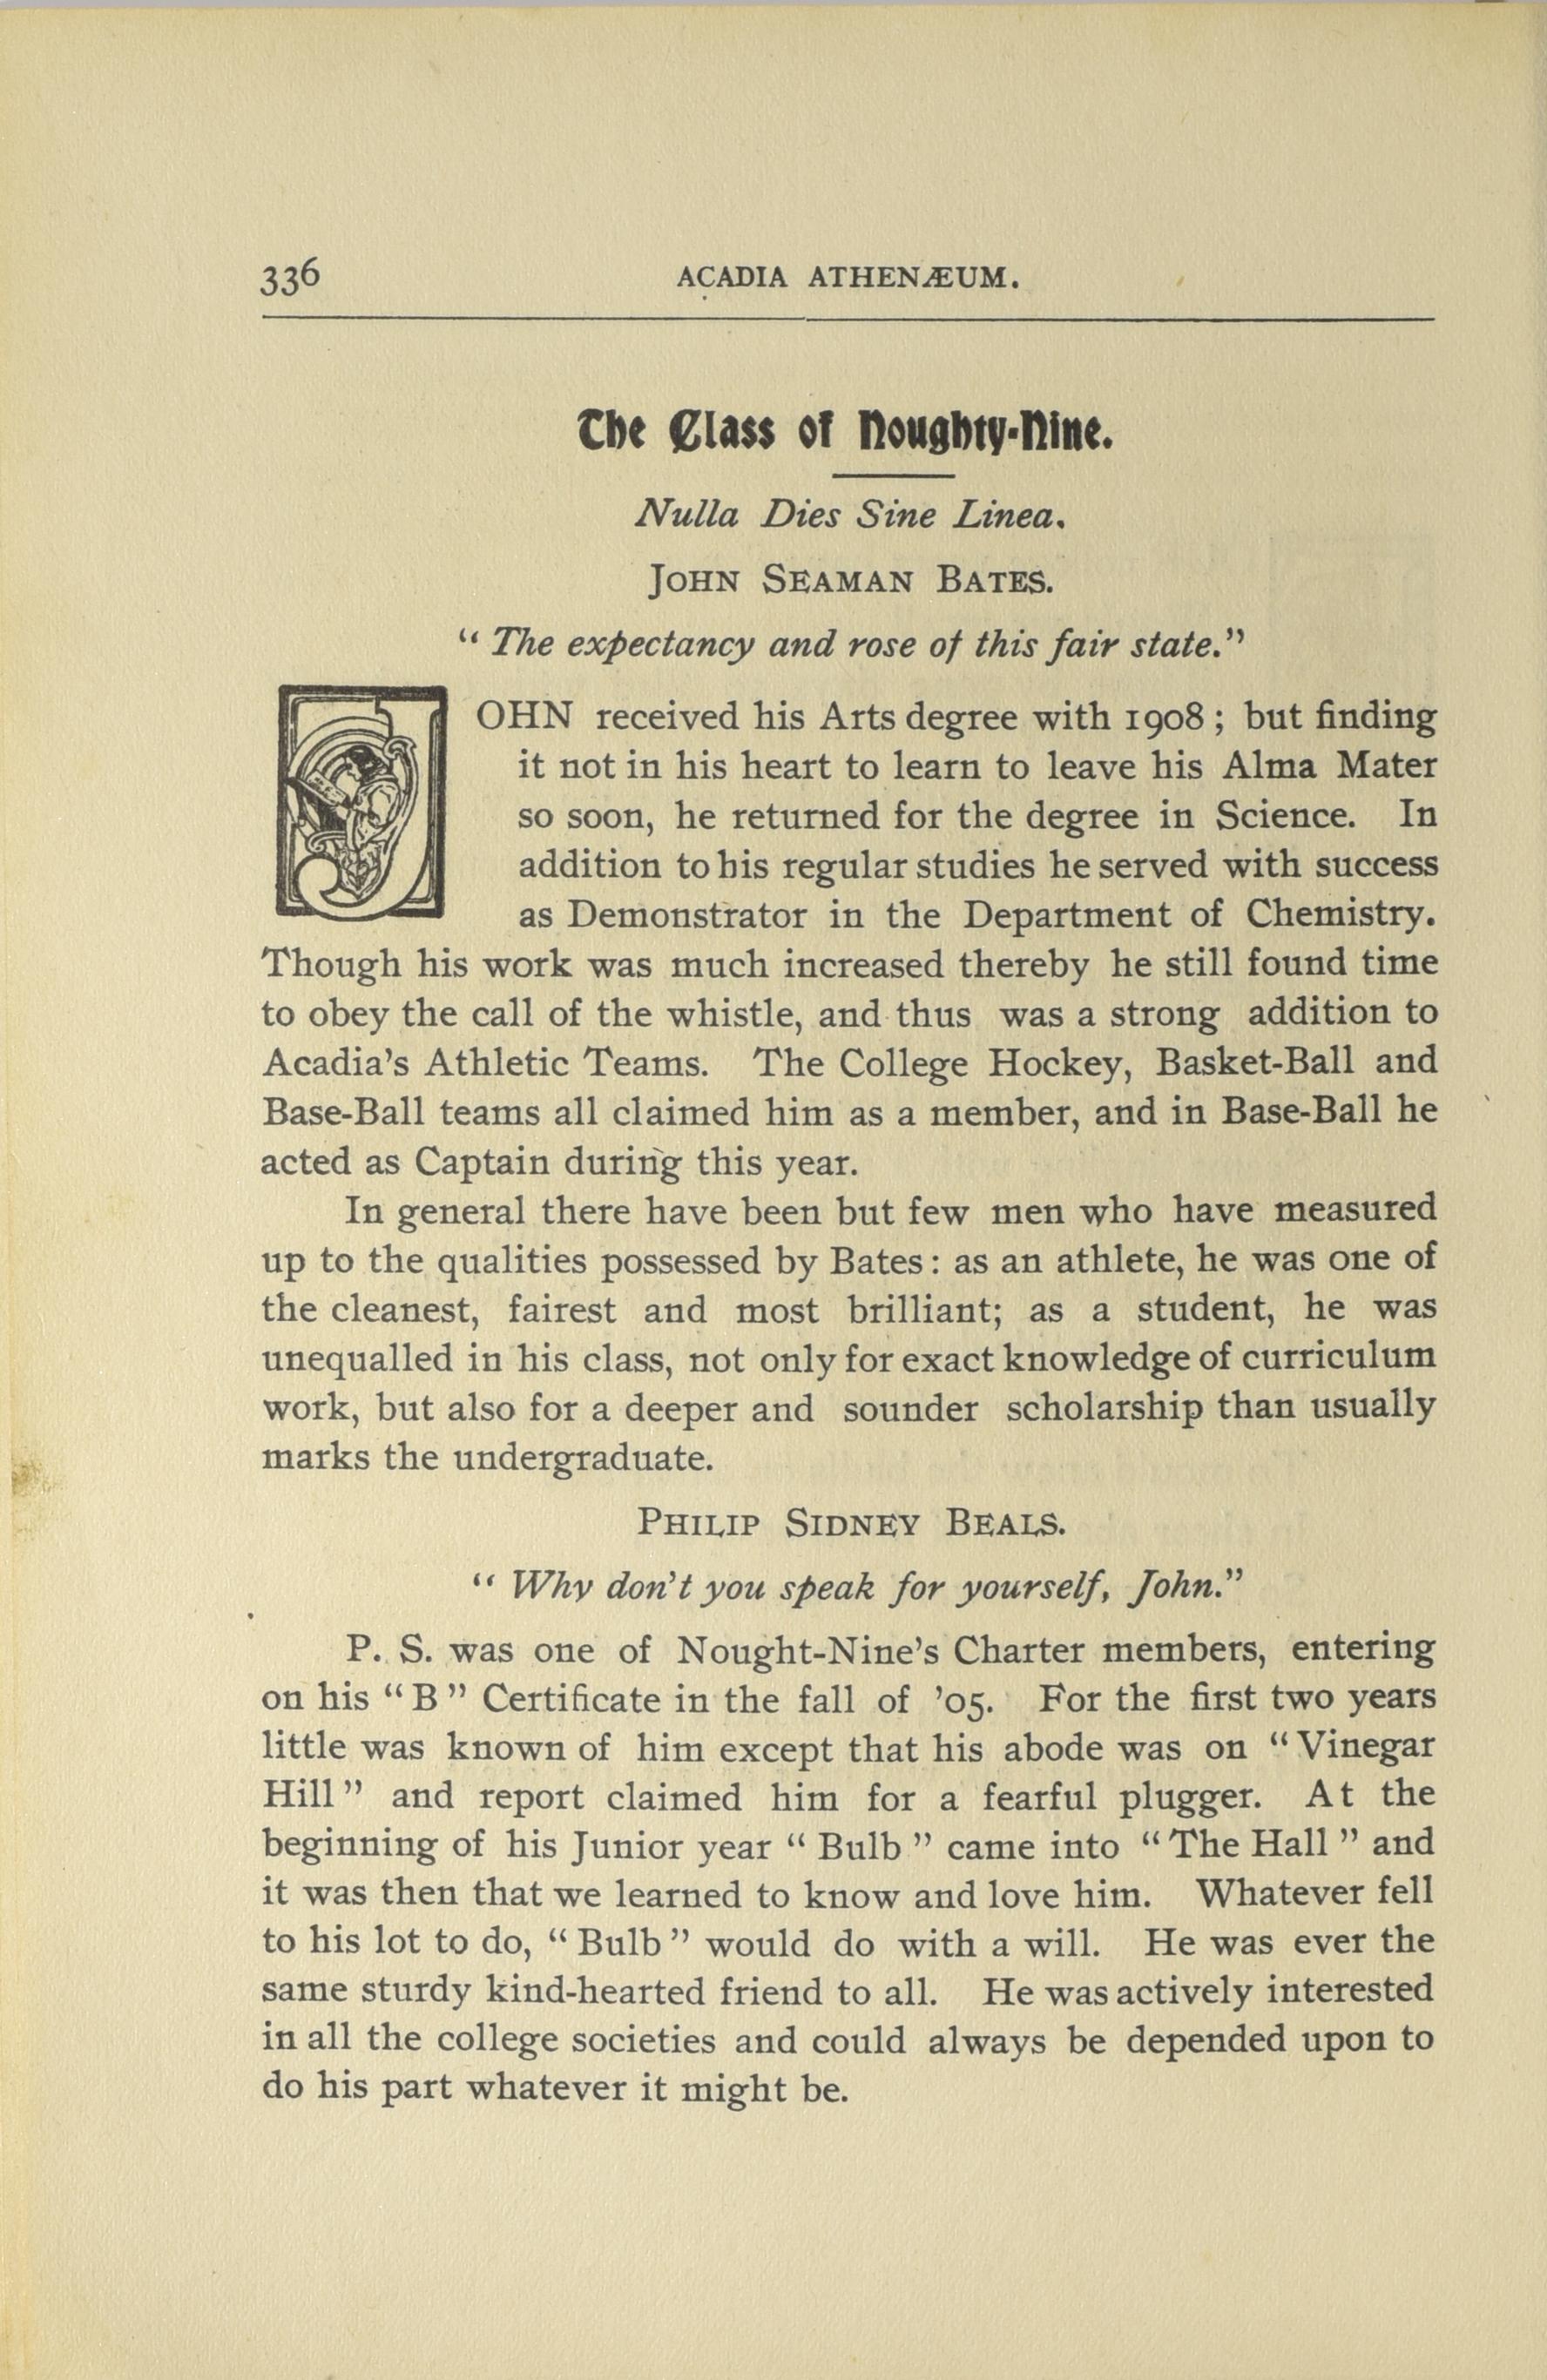 336 ACADIA ATHENÆUM.
The Class of Noughty-Nine.
Nulla Dies Sine Linea.
JOHN SEAMAN BATES.
"The expectancy and rose of this fair state."
JOHN received his Arts degree with 1908; but finding
it not in his heart to learn to leave his Alma Mater
so soon, he returned for the degree in Science. In
addition to his regular studies he served with success
as Demonstrator in the Department of Chemistry.
Though his work was much increased thereby he still found time
to obey the call of the whistle, and thus was a strong addition to
Acadia's Athletic Teams. The College Hockey, Basket-Ball and
Base-Ball teams all claimed him as a member, and in Base-Ball he
acted as Captain during this year.
In general there have been but few men who have measured
up to the qualities possessed by Bates: as an athlete, he was one of
the cleanest, fairest and most brilliant; as a student, he was
unequalled in his class, not only for exact knowledge of curriculum
work, but also for a deeper and sounder scholarship than usually
marks the undergraduate.
PHILIP SIDNEY BEALS.
"Why don't you speak for yourself, John."
P. S. was one of Nought-Nine's Charter members, entering
on his "B" Certificate in the fall of '05. For the first two years
little was known of him except that his abode was on "Vinegar
Hill" and report claimed him for a fearful plugger. At the
beginning of his Junior year "Bulb" came into "The Hall" and
it was then that we learned to know and love him. Whatever fell
to his lot to do, "Bulb" would do with a will. He was ever the
same sturdy kind-hearted friend to all. He was actively interested
in all the college societies and could always be depended upon to
do his part whatever it might be.